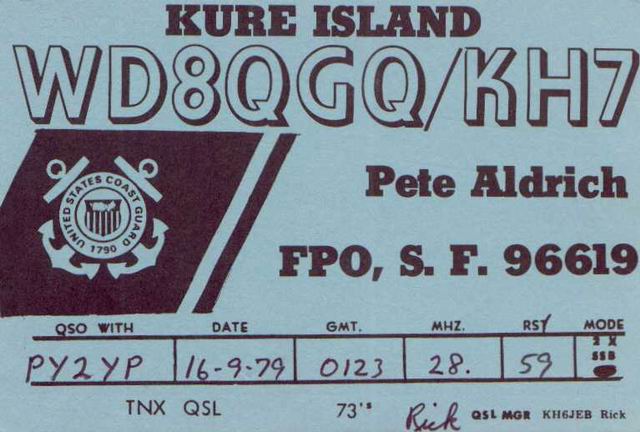 KURE ISLAND
WD8QGQ/KH7
UNITED STATES COAST GUARD
1790
Pete Aldrich
FPO, S. F. 96619
QSO WITH DATE GMT. MHZ. RST MODE
PY2YP 16-9-79 0123 28. 59 2 X SSB
TNX QSL 73's Rick QSL MGR KH6JEB Rick